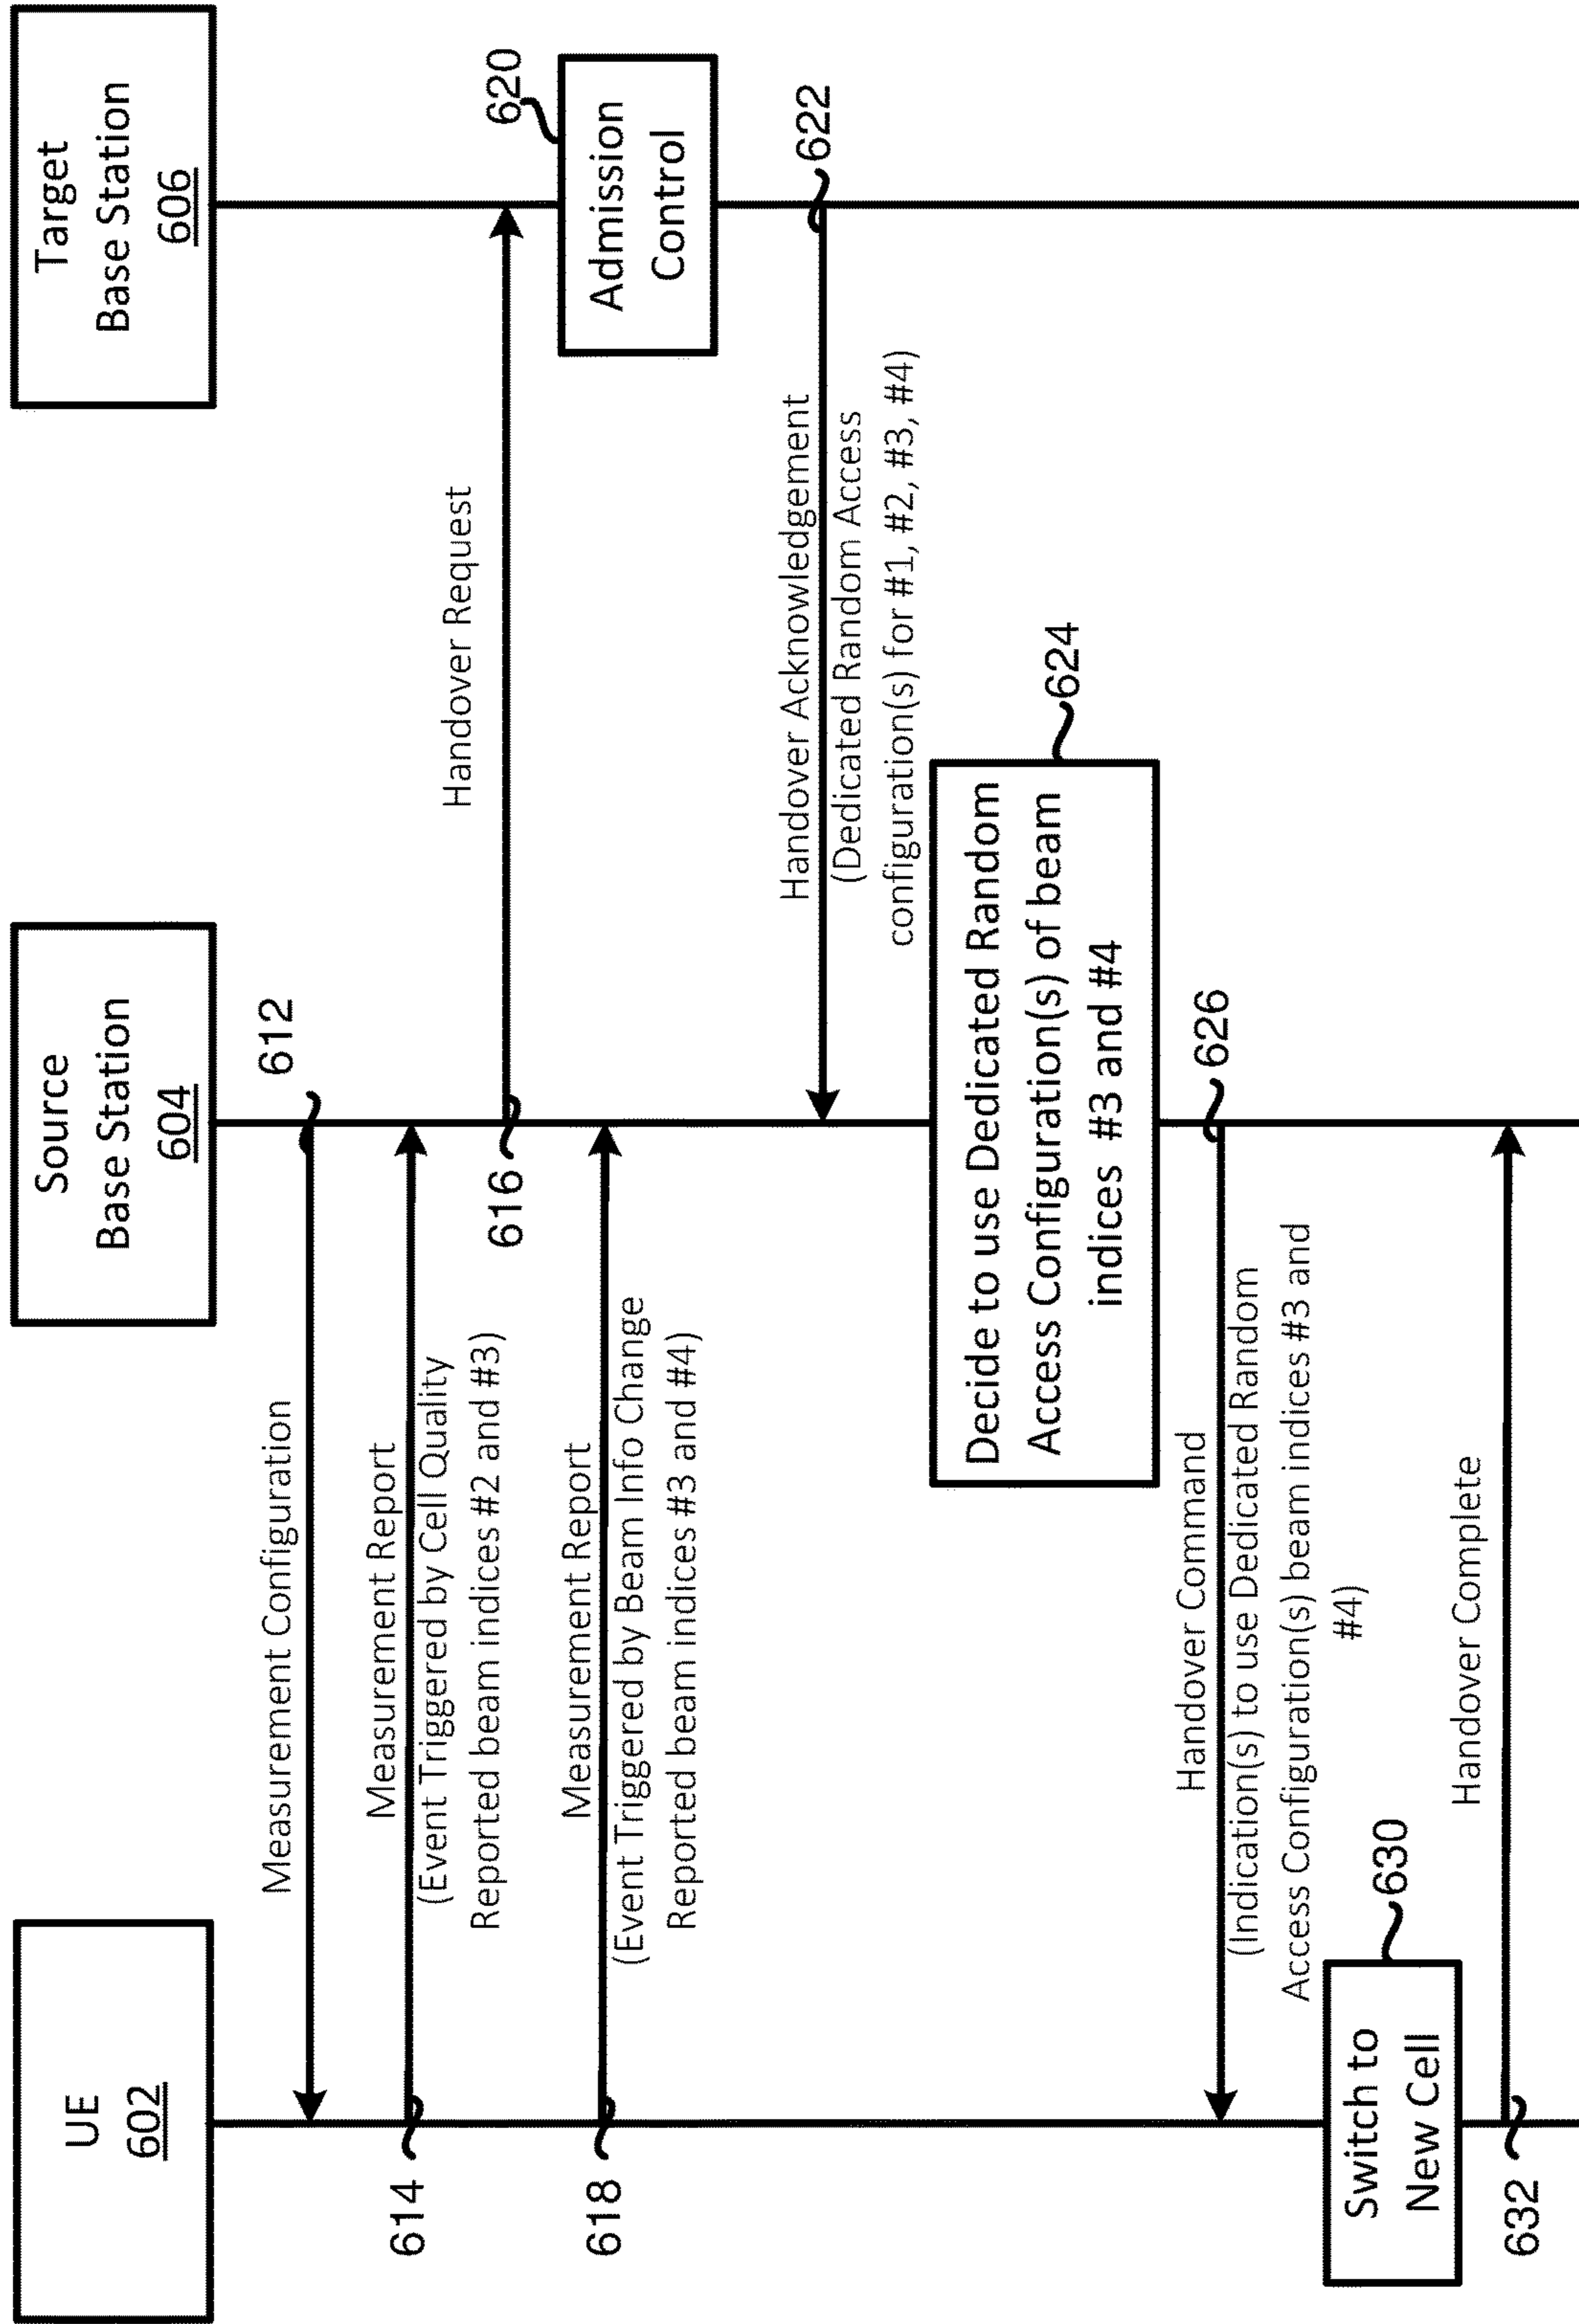 UE
602
Source
Base Station
604
Target
Base Station
606
612
Measurement Configuration
614
Measurement Report
(Event Triggered by Cell Quality
Reported beam indices #2 and #3)
616
Handover Request
618
Measurement Report
(Event Triggered by Beam Info Change
Reported beam indices #3 and #4)
620
Admission
Control
622
Handover Acknowledgement
(Dedicated Random Access
configuration(s) for #1, #2, #3, #4)
624
Decide to use Dedicated Random
Access Configuration(s) of beam
indices #3 and #4
626
Handover Command
(Indication(s) to use Dedicated Random
Access Configuration(s) beam indices #3 and
#4)
630
Switch to
New Cell
632
Handover Complete